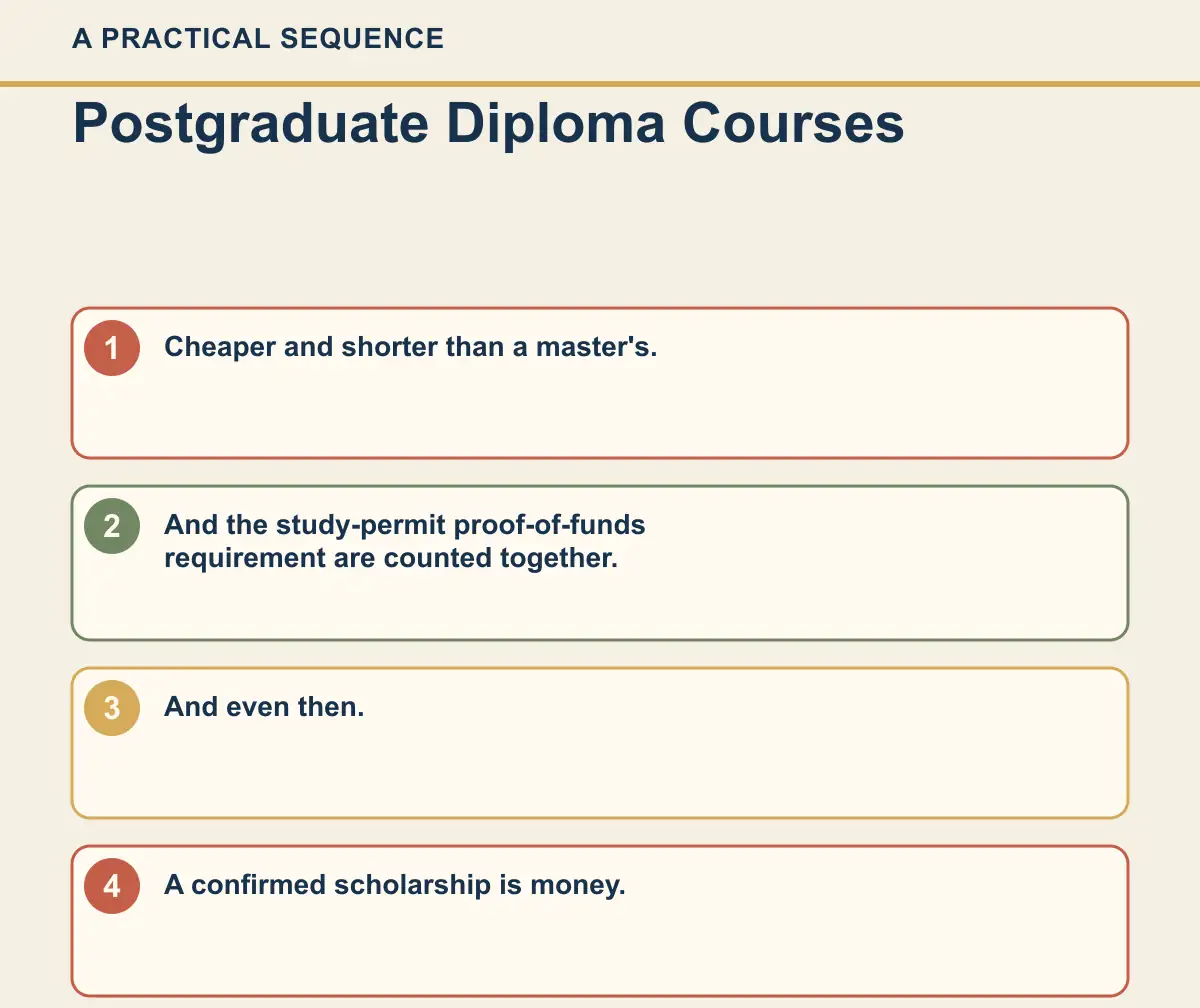 A PRACTICAL SEQUENCE
Postgraduate Diploma Courses
1
Cheaper and shorter than a master's.
2
And the study-permit proof-of-funds
requirement are counted together.
3
And even then.
4
A confirmed scholarship is money.